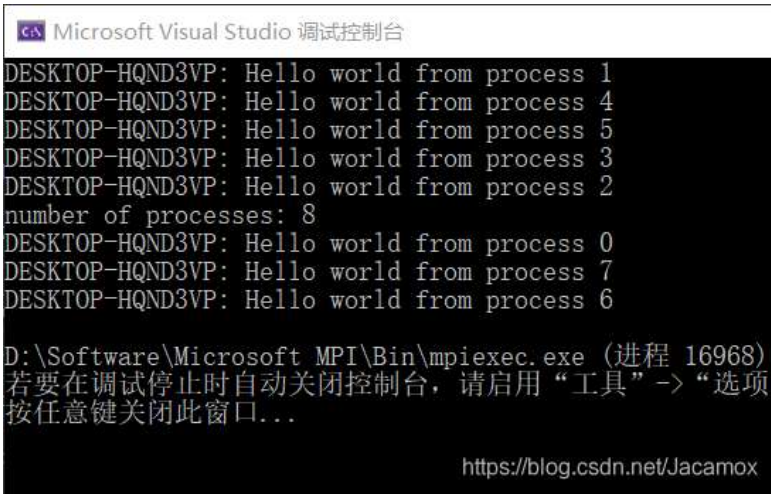 Microsoft Visual Studio 调试控制台
DESKTOP-HQND3VP: Hello world from process 1
DESKTOP-HQND3VP: Hello world from process 4
DESKTOP-HQND3VP: Hello world from process 5
DESKTOP-HQND3VP: Hello world from process 3
DESKTOP-HQND3VP: Hello world from process 2
number of processes: 8
DESKTOP-HQND3VP: Hello world from process 0
DESKTOP-HQND3VP: Hello world from process 7
DESKTOP-HQND3VP: Hello world from process 6
D:\Software\Microsoft MPI\Bin\mpiexec.exe (进程 16968)
若要在调试停止时自动关闭控制台，请启用“工具”->“选项
按任意键关闭此窗口...
https://blog.csdn.net/Jacamox